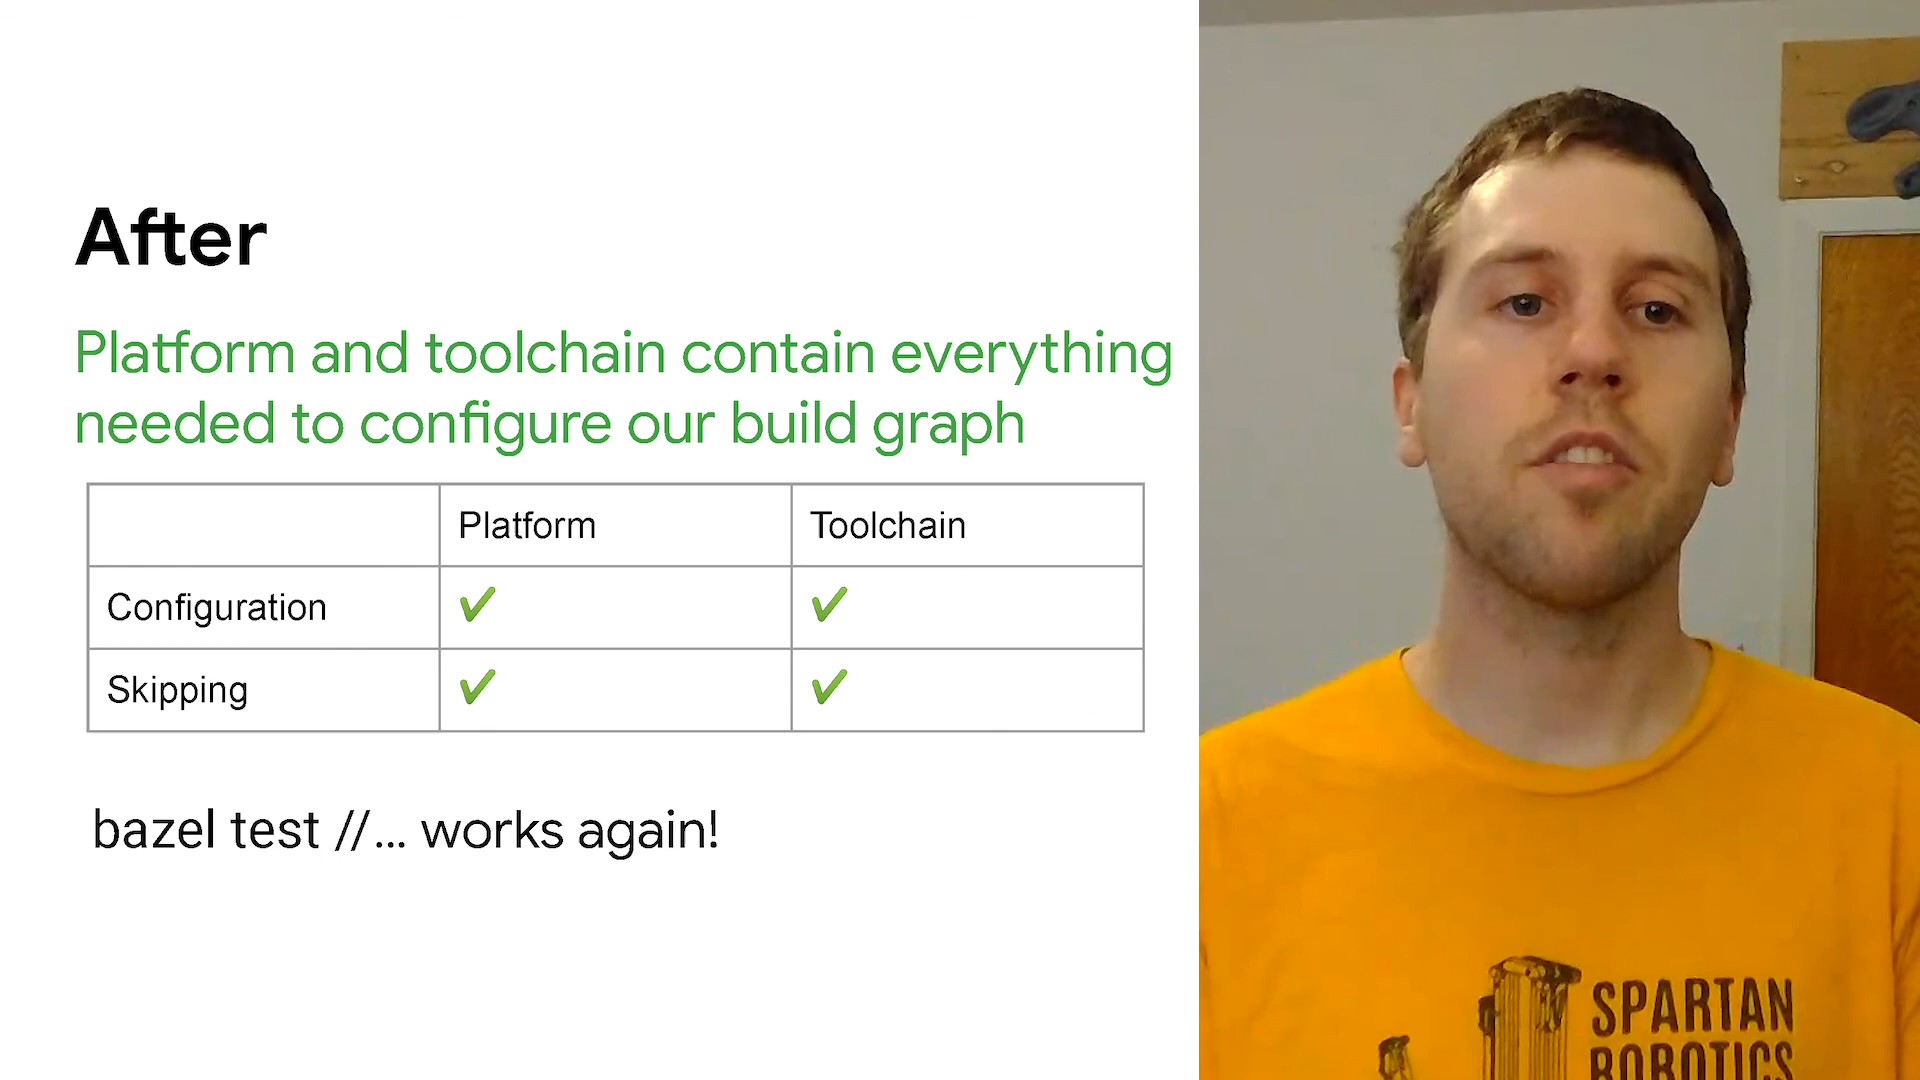 After
Platform and toolchain contain everything
needed to configure our build graph
Platform Toolchain
Configuration ✔ ✔
Skipping ✔ ✔
bazel test //... works again!
SPARTAN
ROBOTICS